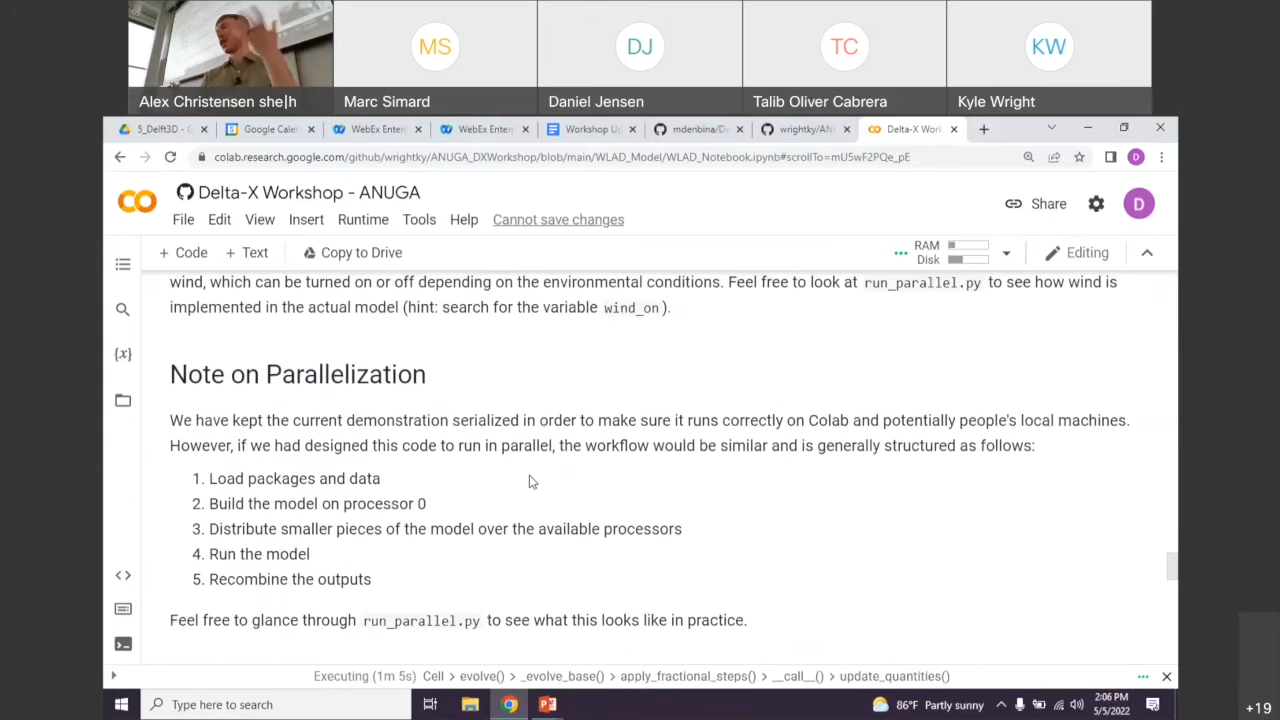 MS
DJ
TC
KW
Alex Christensen she|h
Marc Simard
Daniel Jensen
Talib Oliver Cabrera
Kyle Wright
5_Delft3D - G
Google Caler
WebEx Enter
WebEx Enter
Workshop U
mdenbina/De
wrightky/ANU
Delta-X Work
colab.research.google.com/github/wrightky/ANUGA_DXWorkshop/blob/main/WLAD_Model/WLAD_Notebook.ipynb#scrollTo=mU5wF2PQe_pE
D
CO
Delta-X Workshop - ANUGA
File Edit View Insert Runtime Tools Help Cannot save changes
Share
D
+ Code + Text Copy to Drive
RAM
Disk
Editing
wind, which can be turned on or off depending on the environmental conditions. Feel free to look at run_parallel.py to see how wind is
implemented in the actual model (hint: search for the variable wind_on ).
{x}
Note on Parallelization
We have kept the current demonstration serialized in order to make sure it runs correctly on Colab and potentially people's local machines.
However, if we had designed this code to run in parallel, the workflow would be similar and is generally structured as follows:
1. Load packages and data
2. Build the model on processor 0
3. Distribute smaller pieces of the model over the available processors
4. Run the model
5. Recombine the outputs
Feel free to glance through run_parallel.py to see what this looks like in practice.
Executing (1m 5s) Cell > evolve() > _evolve_base() > apply_fractional_steps() > __call__() > update_quantities()
Type here to search
86°F Partly sunny
2:06 PM
5/5/2022
+19